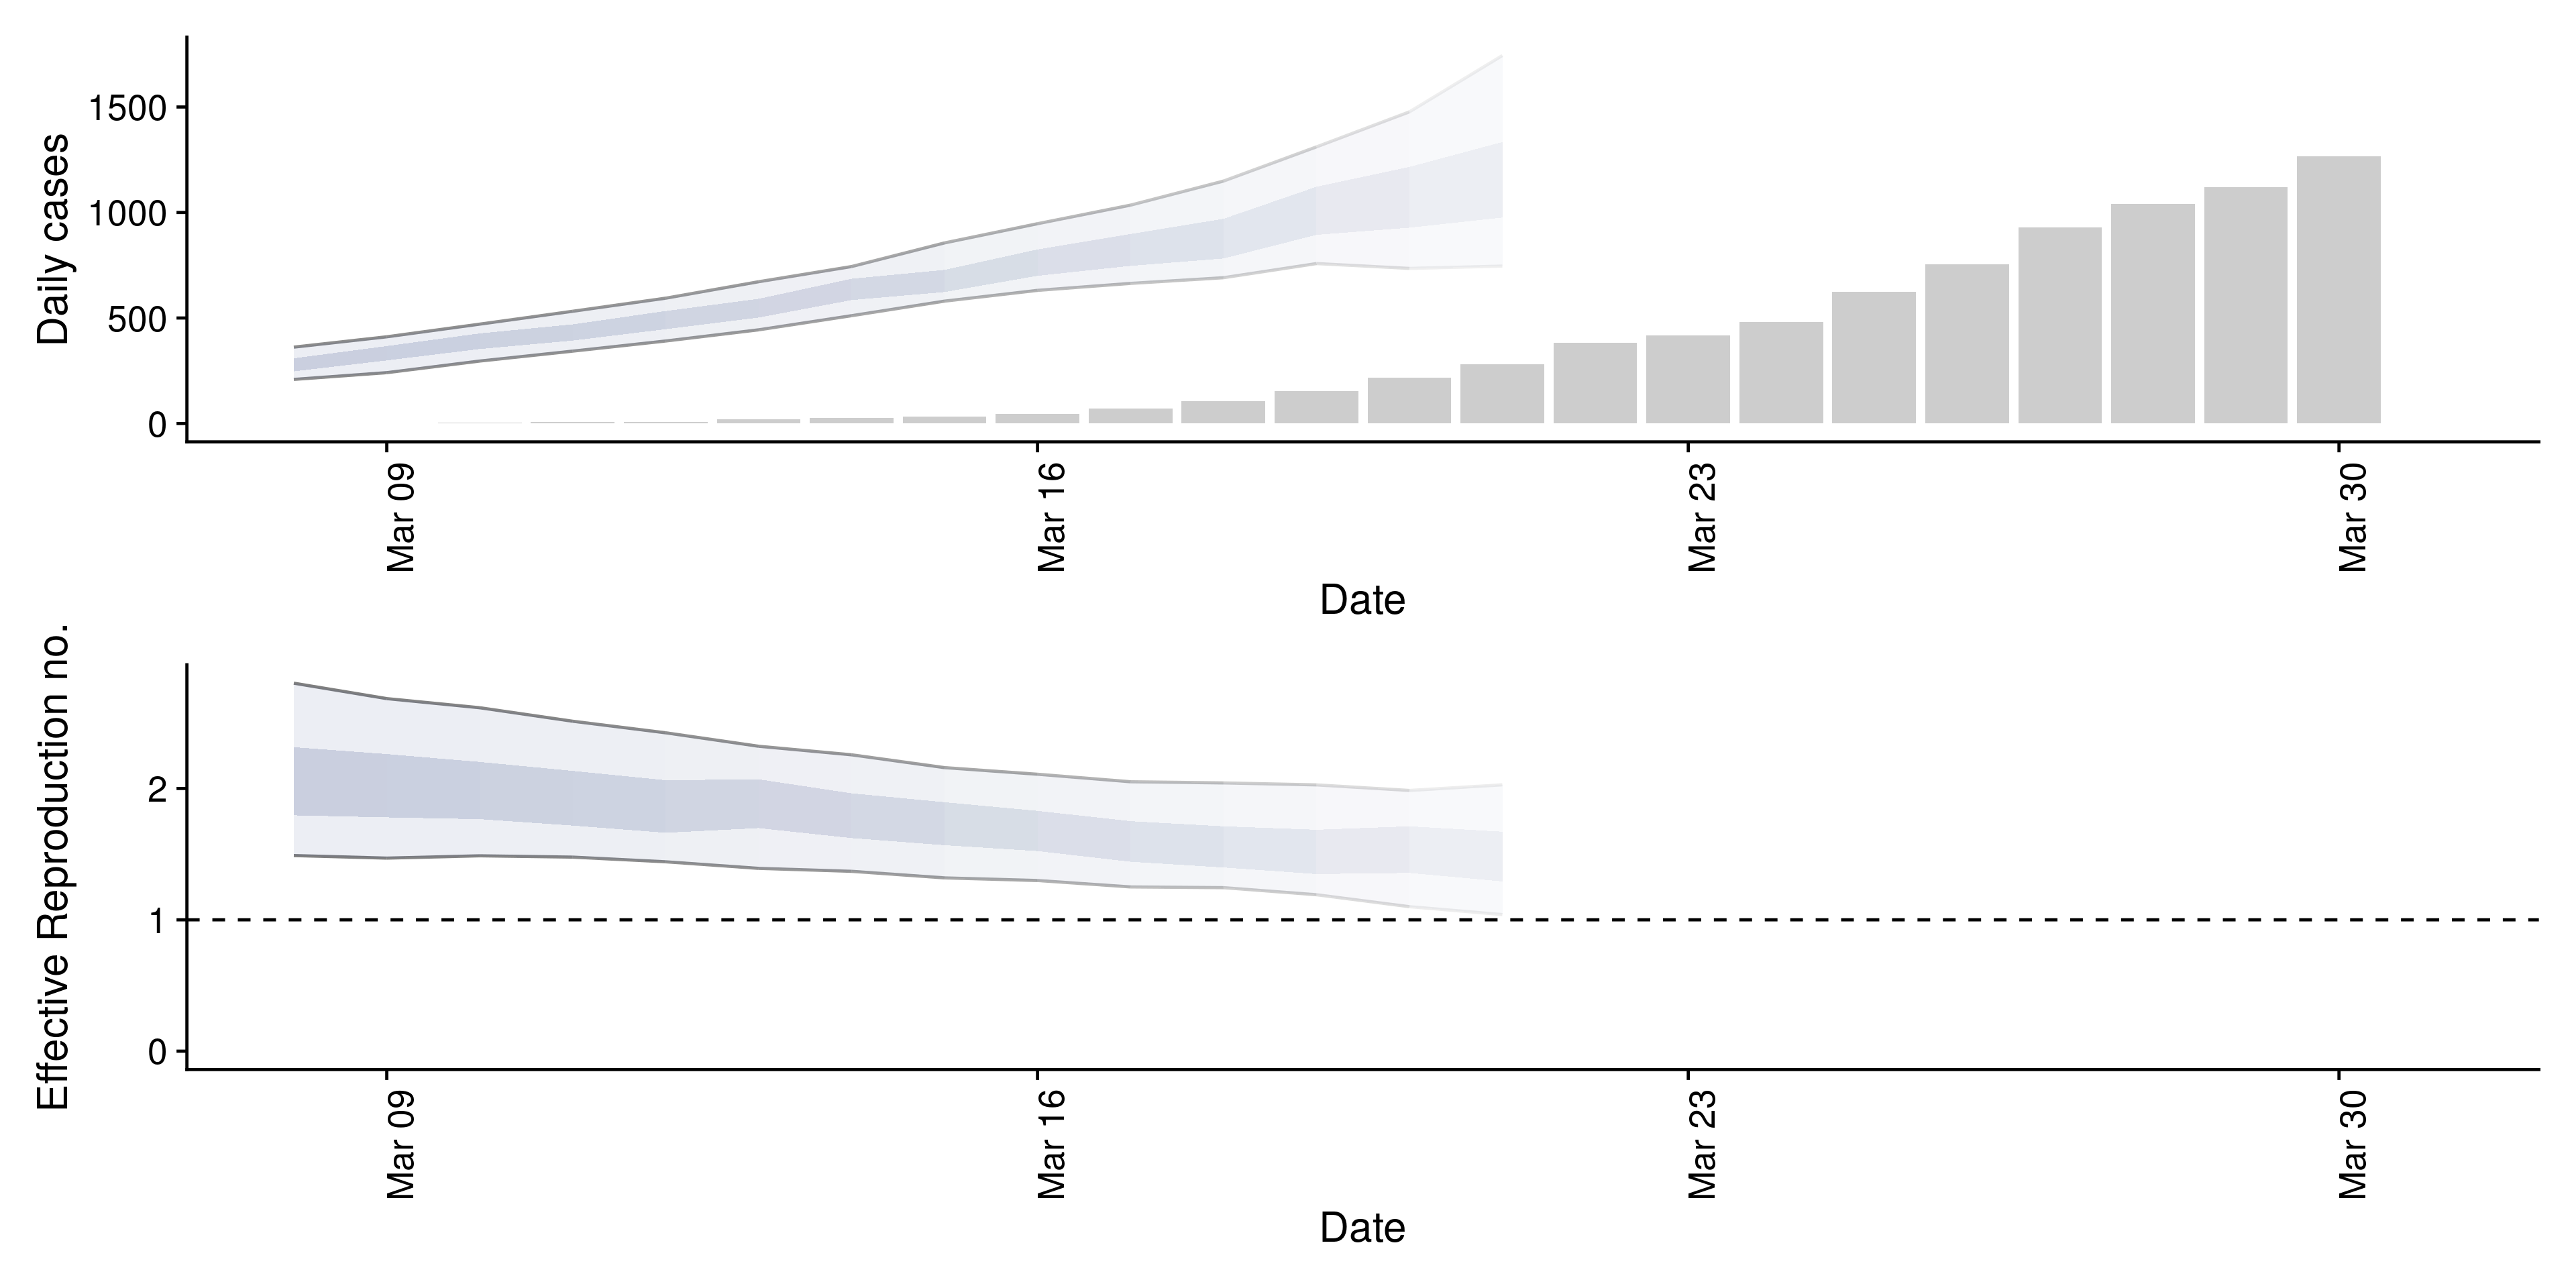 Daily cases
1500
1000
500
0
Mar 09
Mar 16
Mar 23
Mar 30
Date
Effective Reproduction no.
2
1
0
Mar 09
Mar 16
Mar 23
Mar 30
Date